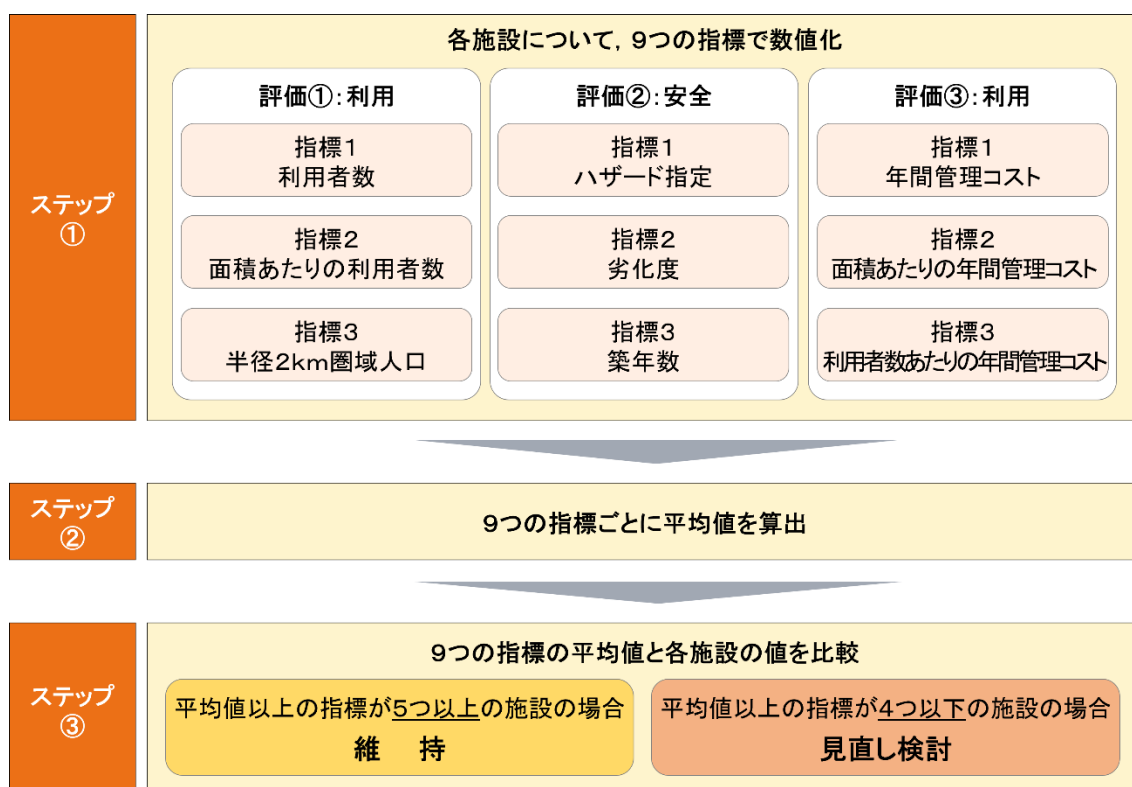 ステップ
①
各施設について，９つの指標で数値化
評価①：利用
指標１
利用者数
指標２
面積あたりの利用者数
指標３
半径２ｋｍ圏域人口
評価②：安全
指標１
ハザード指定
指標２
劣化度
指標３
築年数
評価③：利用
指標１
年間管理コスト
指標２
面積あたりの年間管理コスト
指標３
利用者数あたりの年間管理コスト
ステップ
②
９つの指標ごとに平均値を算出
ステップ
③
９つの指標の平均値と各施設の値を比較
平均値以上の指標が５つ以上の施設の場合
維　持
平均値以上の指標が４つ以下の施設の場合
見直し検討